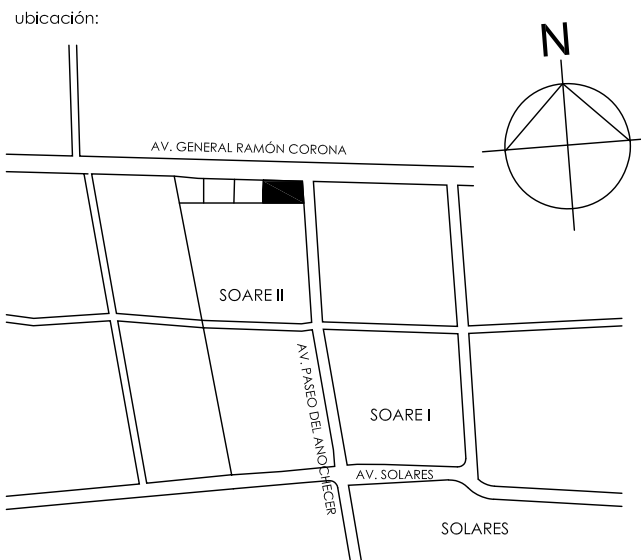 ubicación:
N
AV. GENERAL RAMÓN CORONA
SOARE II
AV. PASEO DEL ANOCHECER
SOARE I
AV. SOLARES
SOLARES